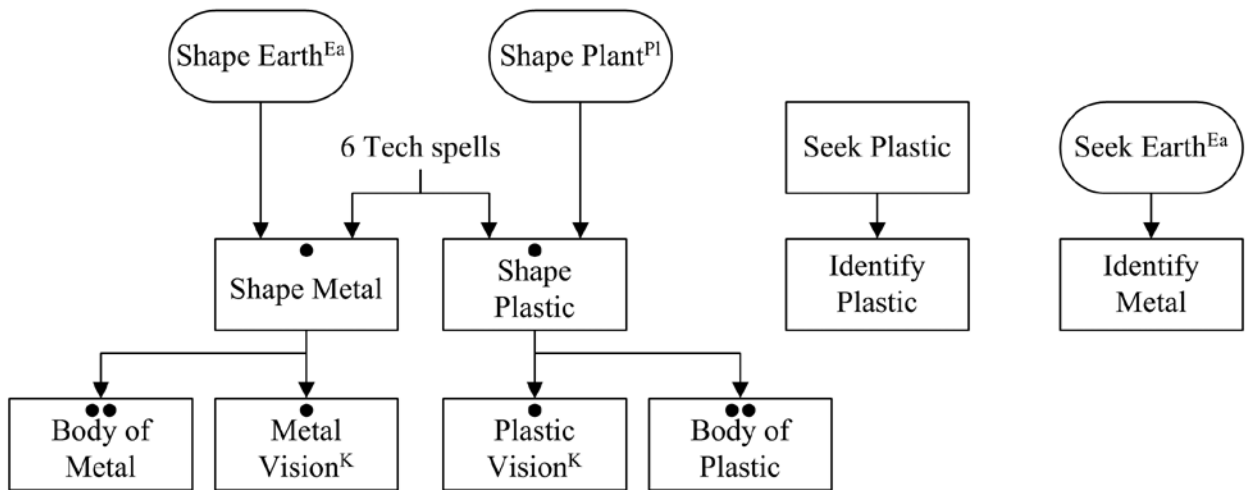 Shape Earth^Ea
Shape Plant^Pl
6 Tech spells
Seek Plastic
Seek Earth^Ea
Shape Metal
Shape
Plastic
Identify
Plastic
Identify
Metal
Body of
Metal
Metal
Vision^K
Plastic
Vision^K
Body of
Plastic